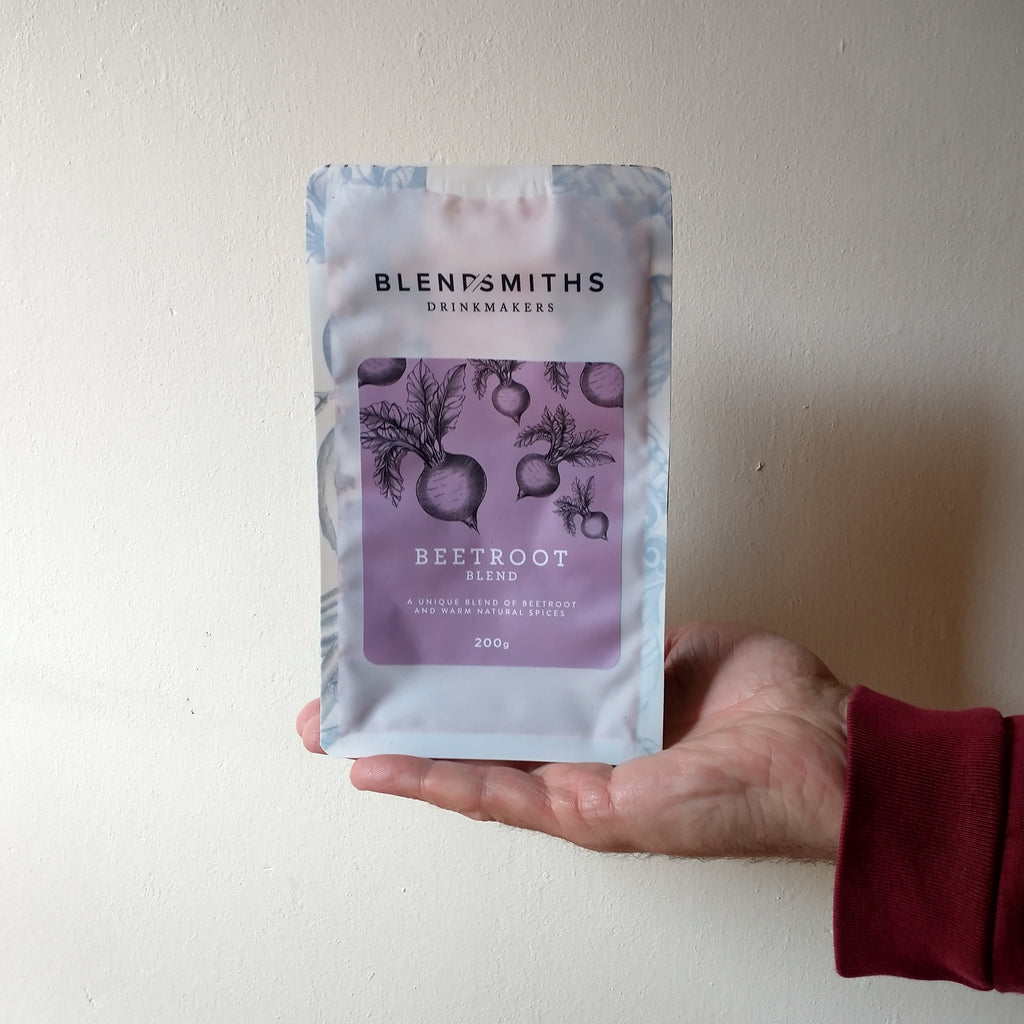 BLENDSMITHS
DRINKMAKERS
BEETROOT
BLEND
A UNIQUE BLEND OF BEETROOT
AND WARM NATURAL SPICES
200g